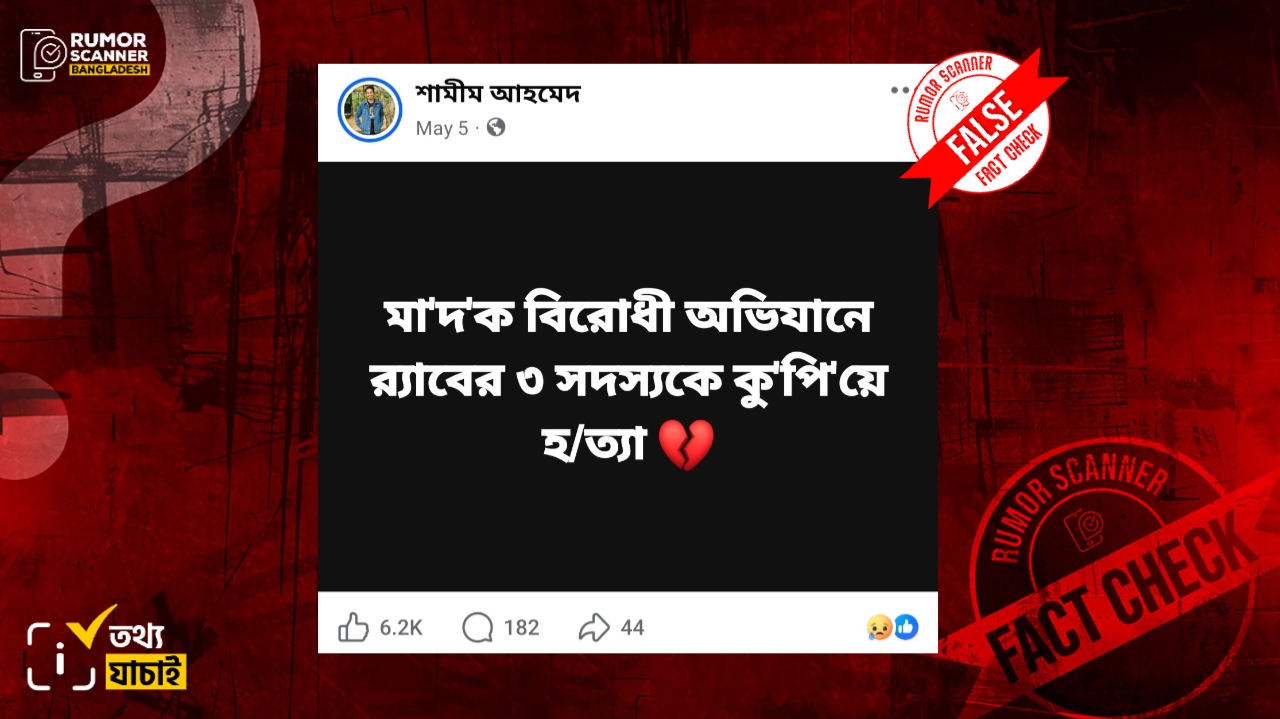 RUMOR
SCANNER
BANGLADESH
শামীম আহমেদ
May 5 ·
RUMOR SCANNER
FALSE
FACT CHECK
মা'দ'ক বিরোধী অভিযানে
র‍্যাবের ৩ সদস্যকে কু'পি'য়ে
হ/ত্যা 💔
6.2K
182
44
RUMOR SCANNER
FACT CHECK
i
তথ্য
যাচাই